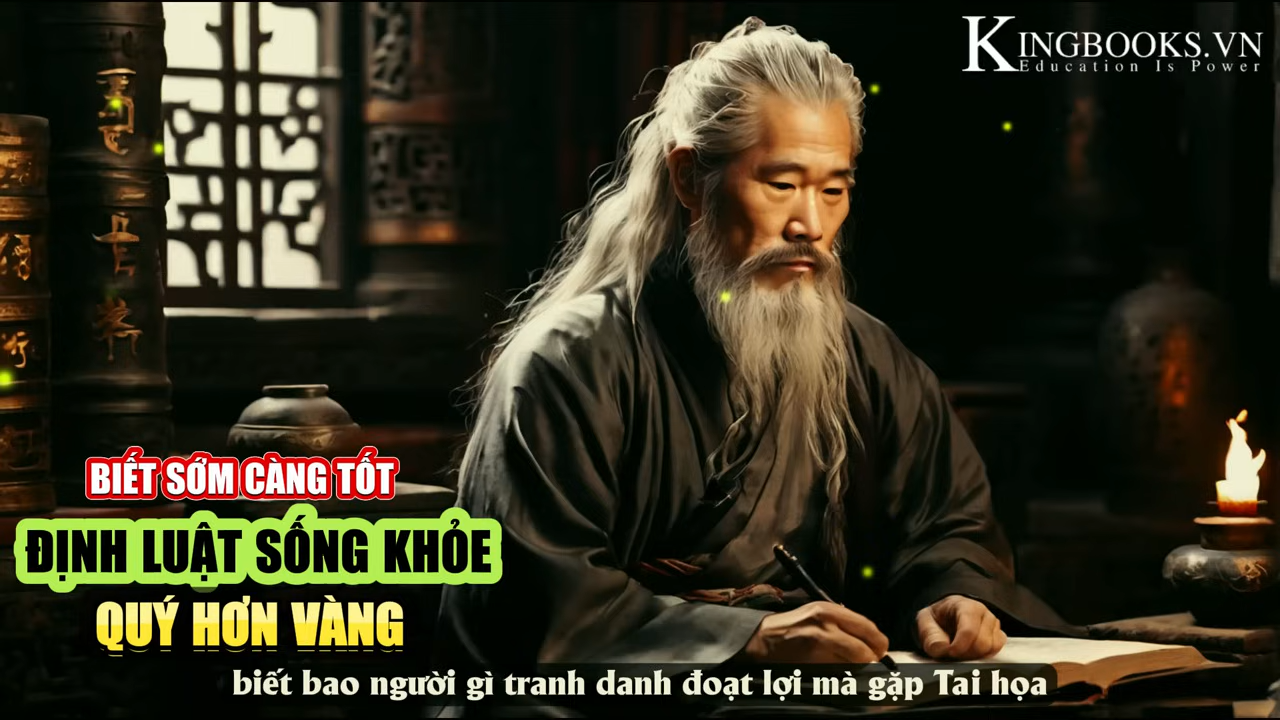 KINGBOOKS.VN
Education Is Power
BIẾT SỚM CÀNG TỐT
ĐỊNH LUẬT SỐNG KHỎE
QUÝ HƠN VÀNG
biết bao người gì tranh danh đoạt lợi mà gặp Tai họa